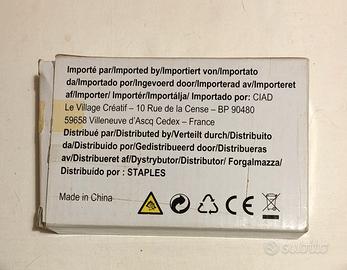 Importé par/Imported by/Importiert von/Importato
da/Importado por/Ingevoerd door/Importerad av/Importeret
af/Importer/ Importér/Importálja/ Importado por: CIAD
Le Village Créatif – 10 Rue de la Cense – BP 90480
59658 Villeneuve d'Ascq Cedex – France
Distribué par/Distributed by/Verteilt durch/Distribuito
da/Distribuido por/Gedistribueerd door/Distribueras
av/Distribueret af/Dystrybutor/Distributor/ Forgalmazza/
Distribuído por : STAPLES
Made in China
CE
subito